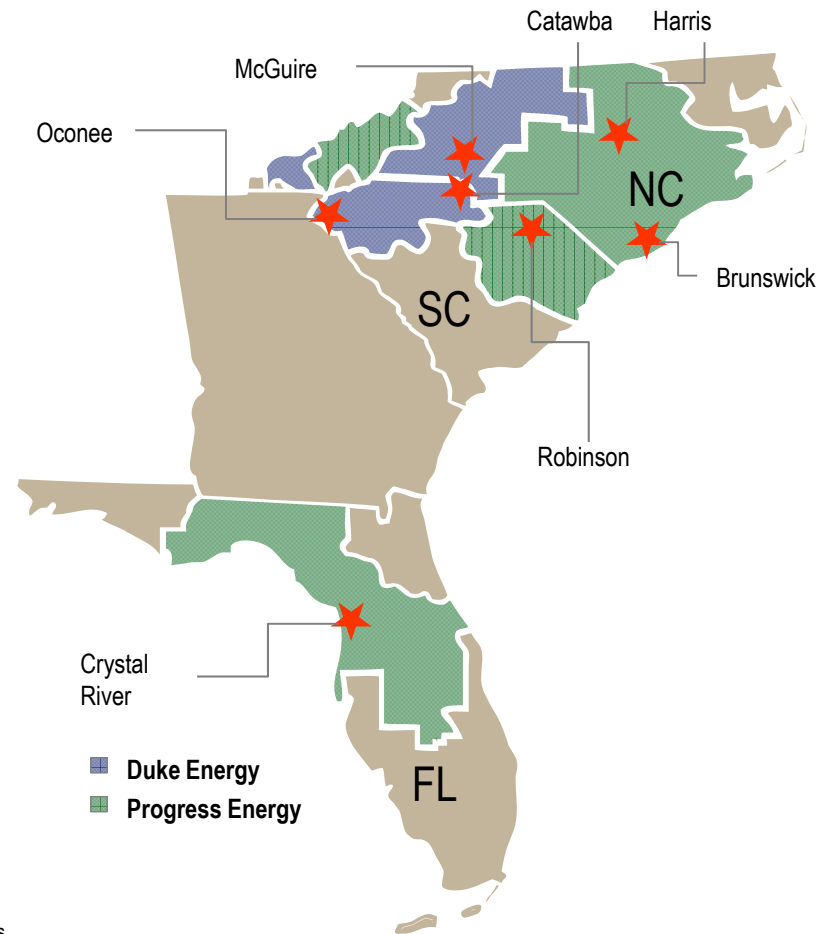 Catawba
Harris
McGuire
Oconee
NC
Brunswick
SC
Robinson
Crystal
River
Duke Energy
FL
Progress Energy
s